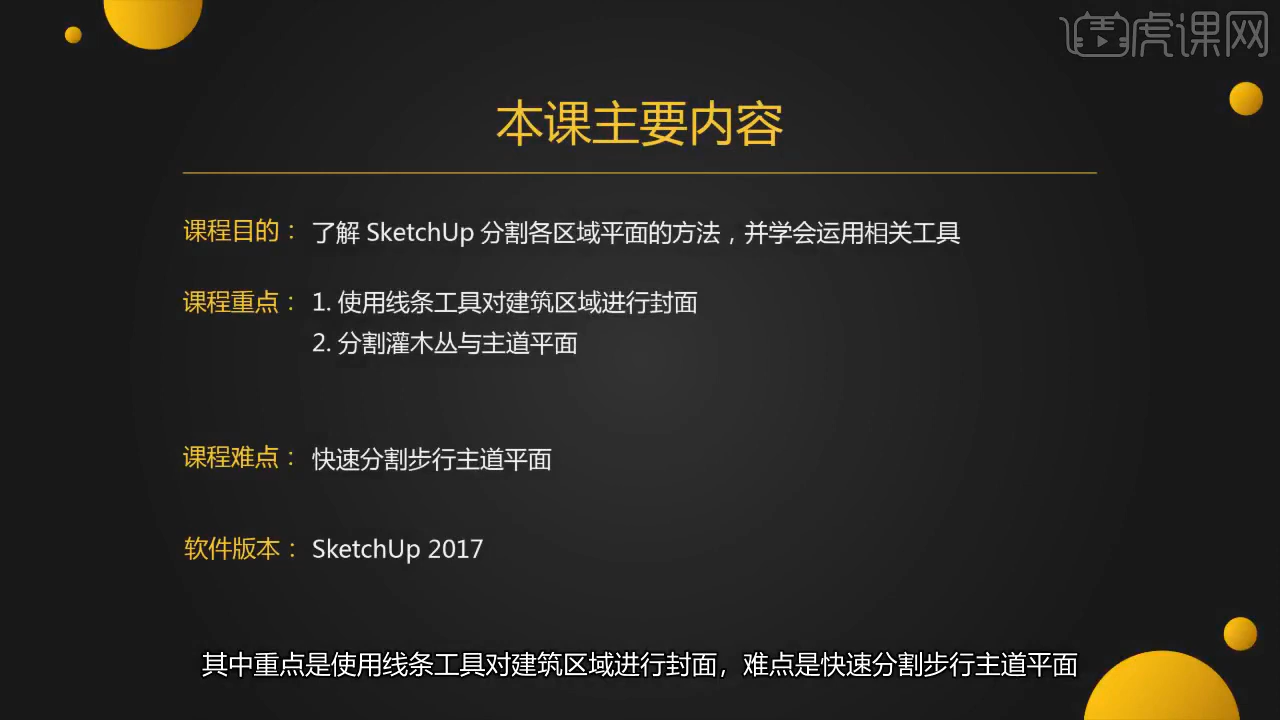 虎课网
本课主要内容
课程目的： 了解 SketchUp 分割各区域平面的方法，并学会运用相关工具
课程重点： 1. 使用线条工具对建筑区域进行封面
2. 分割灌木丛与主道平面
课程难点： 快速分割步行主道平面
软件版本： SketchUp 2017
其中重点是使用线条工具对建筑区域进行封面，难点是快速分割步行主道平面